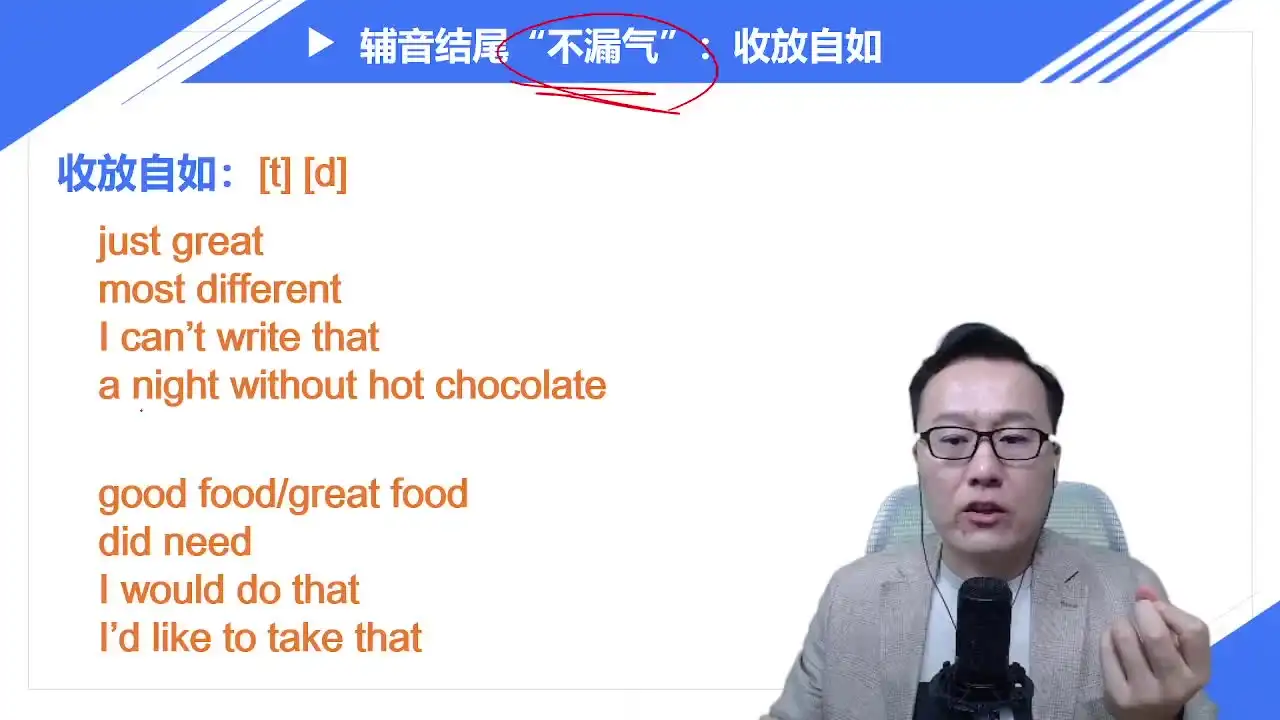 辅音结尾“不漏气”：收放自如
收放自如：[t] [d]
just great
most different
I can’t write that
a night without hot chocolate
good food/great food
did need
I would do that
I’d like to take that